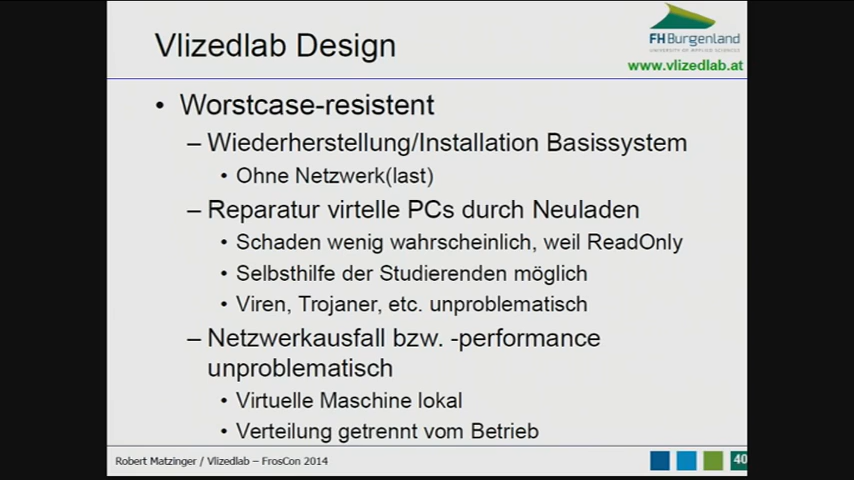 Vlizedlab Design
FHBurgenland
UNIVERSITY OF APPLIED SCIENCES
www.vlizedlab.at
• Worstcase-resistent
– Wiederherstellung/Installation Basissystem
• Ohne Netzwerk(last)
– Reparatur virtelle PCs durch Neuladen
• Schaden wenig wahrscheinlich, weil ReadOnly
• Selbsthilfe der Studierenden möglich
• Viren, Trojaner, etc. unproblematisch
– Netzwerkausfall bzw. -performance
unproblematisch
• Virtuelle Maschine lokal
• Verteilung getrennt vom Betrieb
Robert Matzinger / Vlizedlab – FrosCon 2014
40